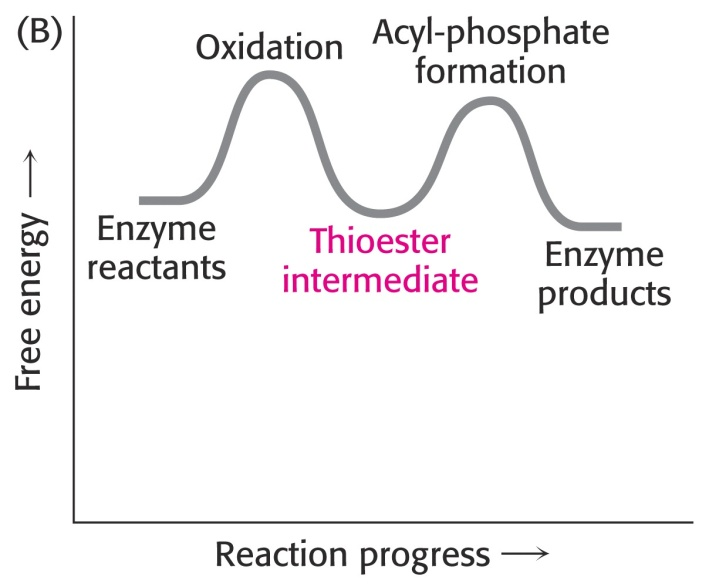 (B)
Oxidation
Acyl-phosphate
formation
Free energy →
Enzyme
reactants
Thioester
intermediate
Enzyme
products
Reaction progress →